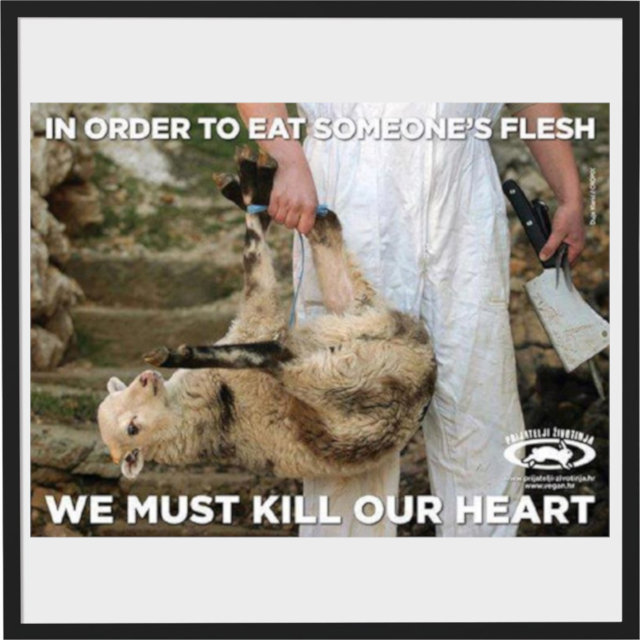 IN ORDER TO EAT SOMEONE'S FLESH
PRIJATELJI ŽIVOTINJA
www.prijatelji-zivotinja.hr
www.vegan.hr
WE MUST KILL OUR HEART